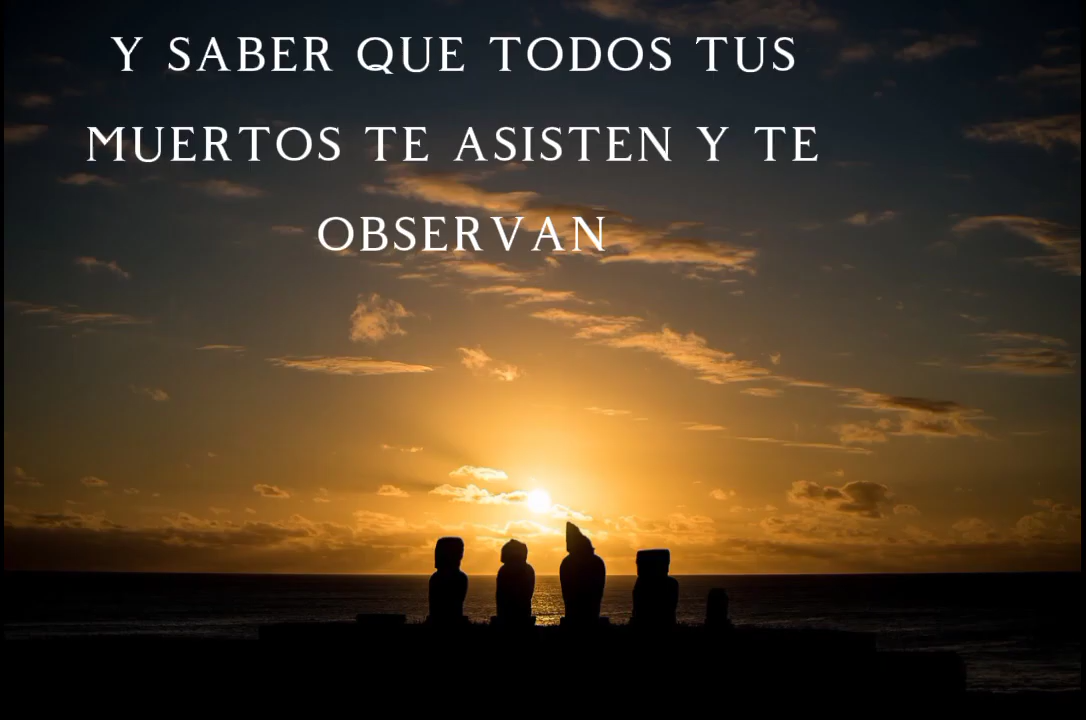 Y SABER QUE TODOS TUS
MUERTOS TE ASISTEN Y TE
OBSERVAN